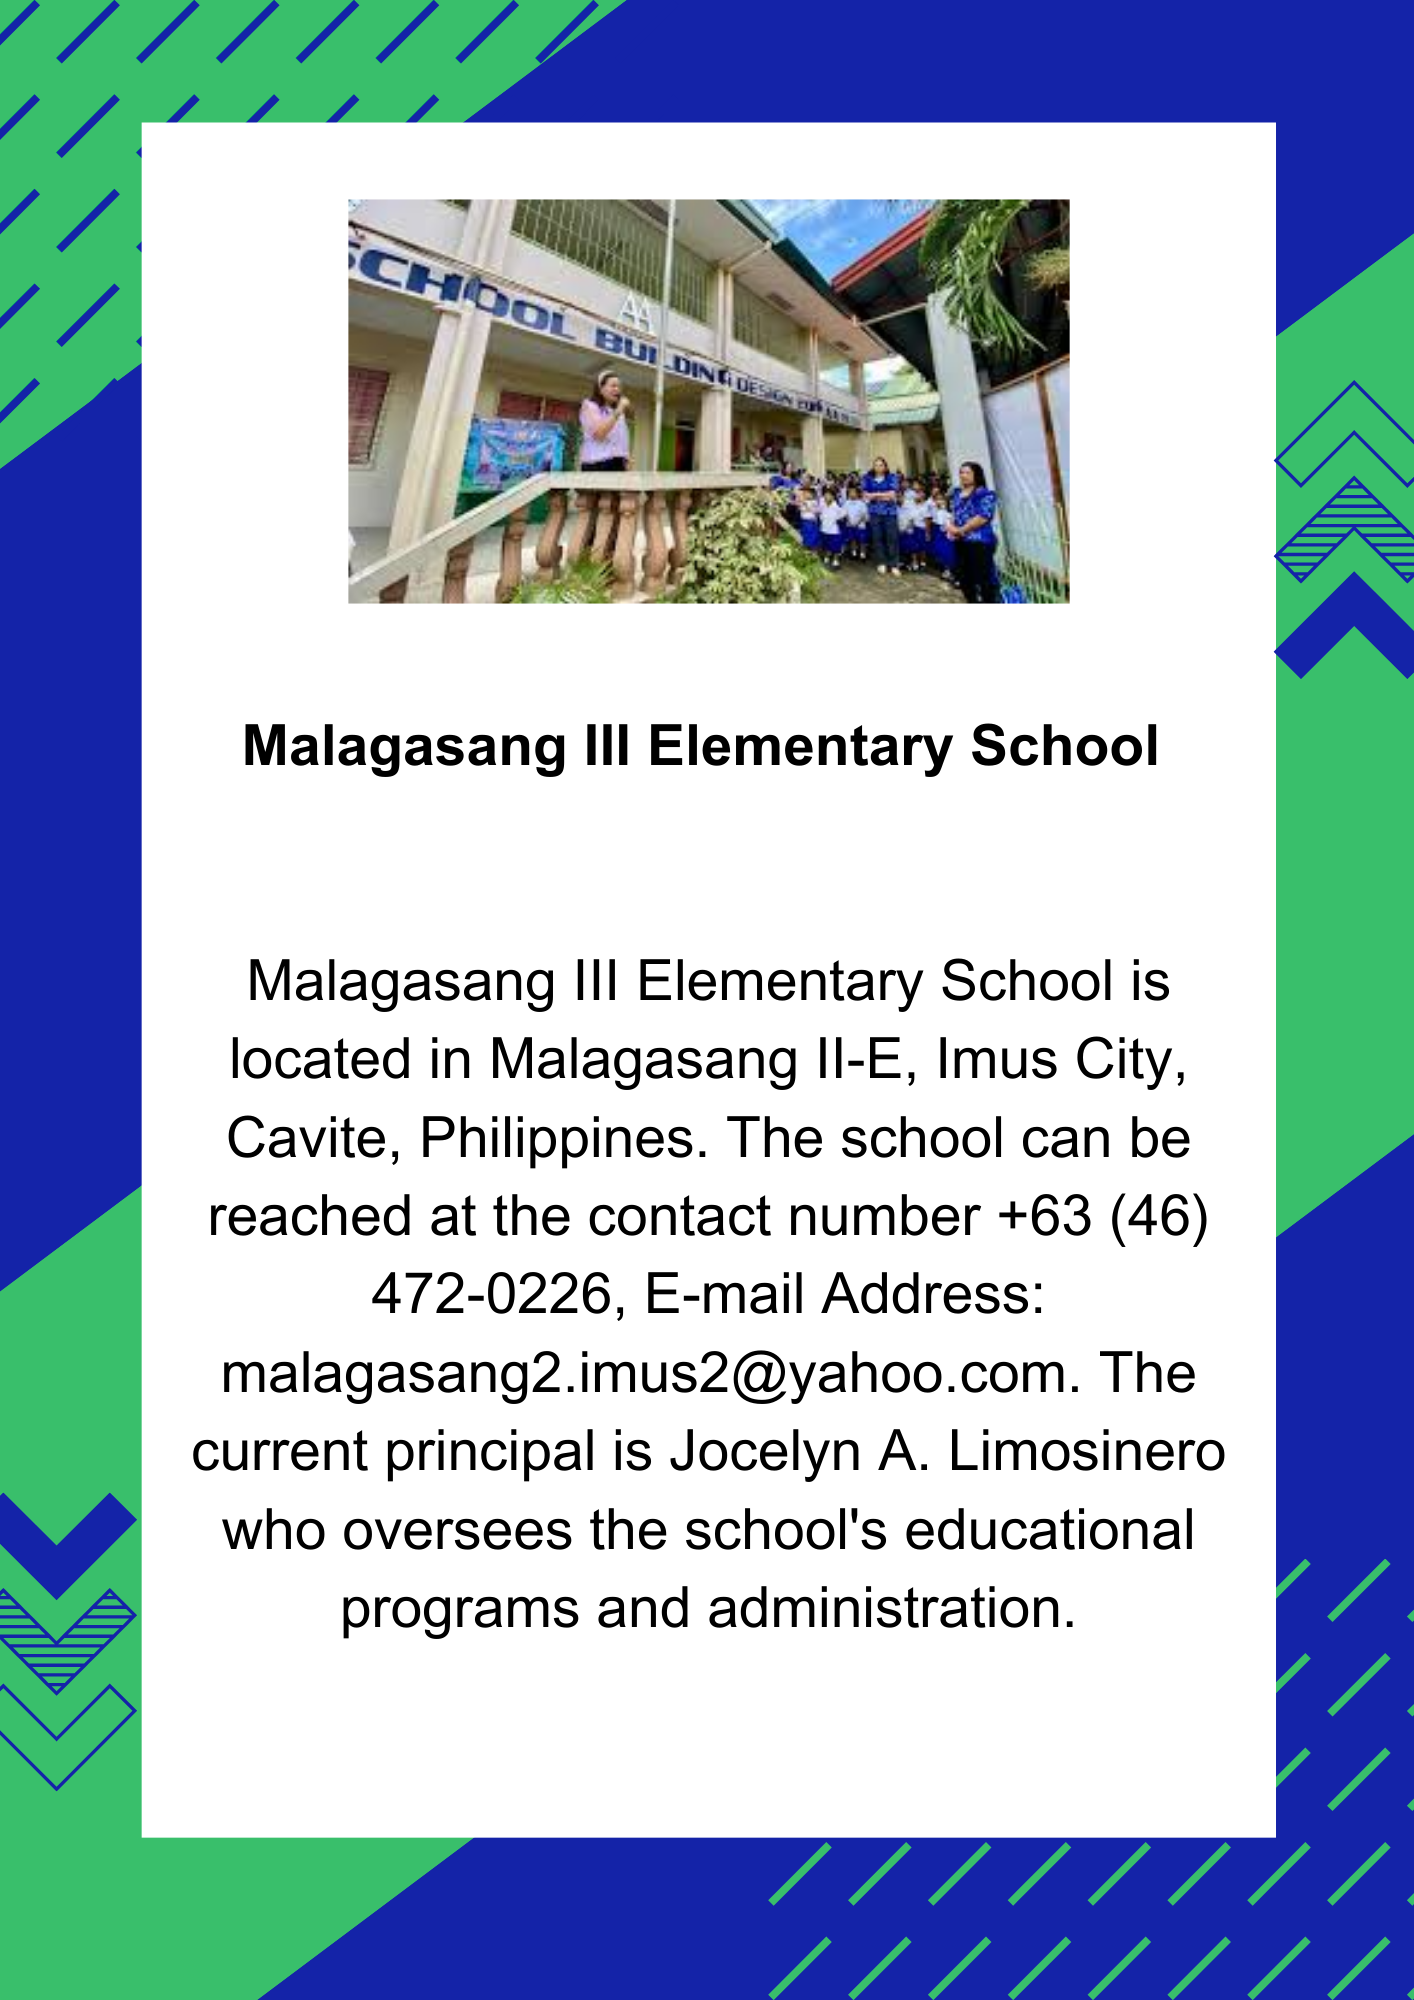 SCHOOL BUILDING DESIGN
Malagasang III Elementary School
Malagasang III Elementary School is
located in Malagasang II-E, Imus City,
Cavite, Philippines. The school can be
reached at the contact number +63 (46)
472-0226, E-mail Address:
malagasang2.imus2@yahoo.com. The
current principal is Jocelyn A. Limosinero
who oversees the school's educational
programs and administration.